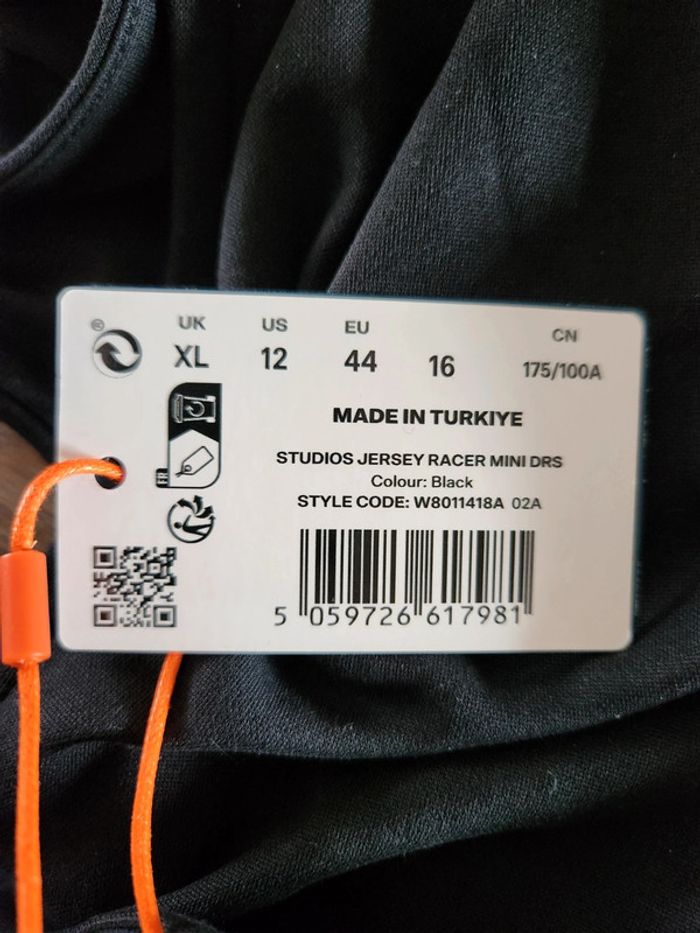 ®
UK US EU CN
XL 12 44 16 175/100A
MADE IN TURKIYE
FR
STUDIOS JERSEY RACER MINI DRS
Colour: Black
STYLE CODE: W8011418A 02A
5 059726 617981